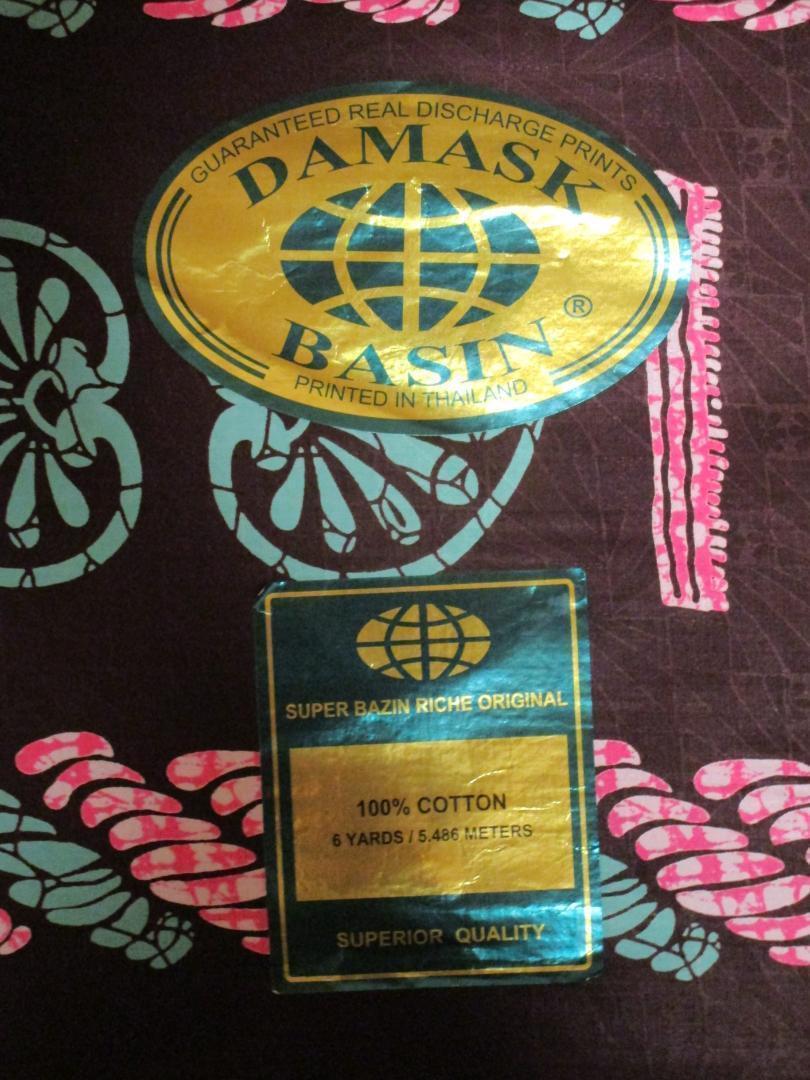 GUARANTEED REAL DISCHARGE PRINTS
DAMASK
BASIN ®
PRINTED IN THAILAND
SUPER BAZIN RICHE ORIGINAL
100% COTTON
6 YARDS / 5.486 METERS
SUPERIOR QUALITY